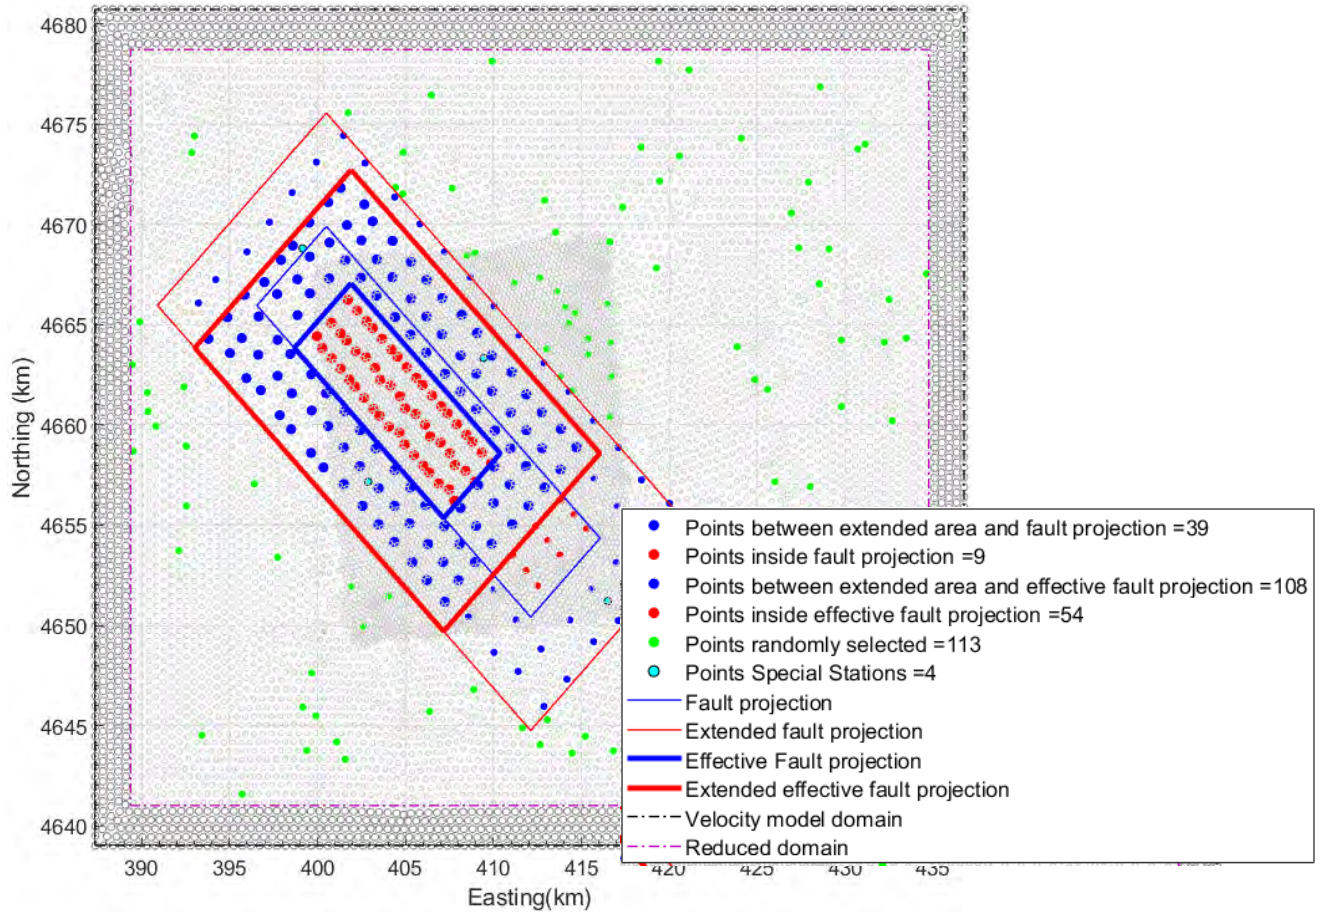 4680
4675
4670
4665
4660
4655
4650
4645
4640
Northing (km)
390
395
400
405
410
415
420
425
430
435
Easting(km)
Points between extended area and fault projection =39
Points inside fault projection =9
Points between extended area and effective fault projection =108
Points inside effective fault projection =54
Points randomly selected =113
Points Special Stations =4
Fault projection
Extended fault projection
Effective Fault projection
Extended effective fault projection
Velocity model domain
Reduced domain